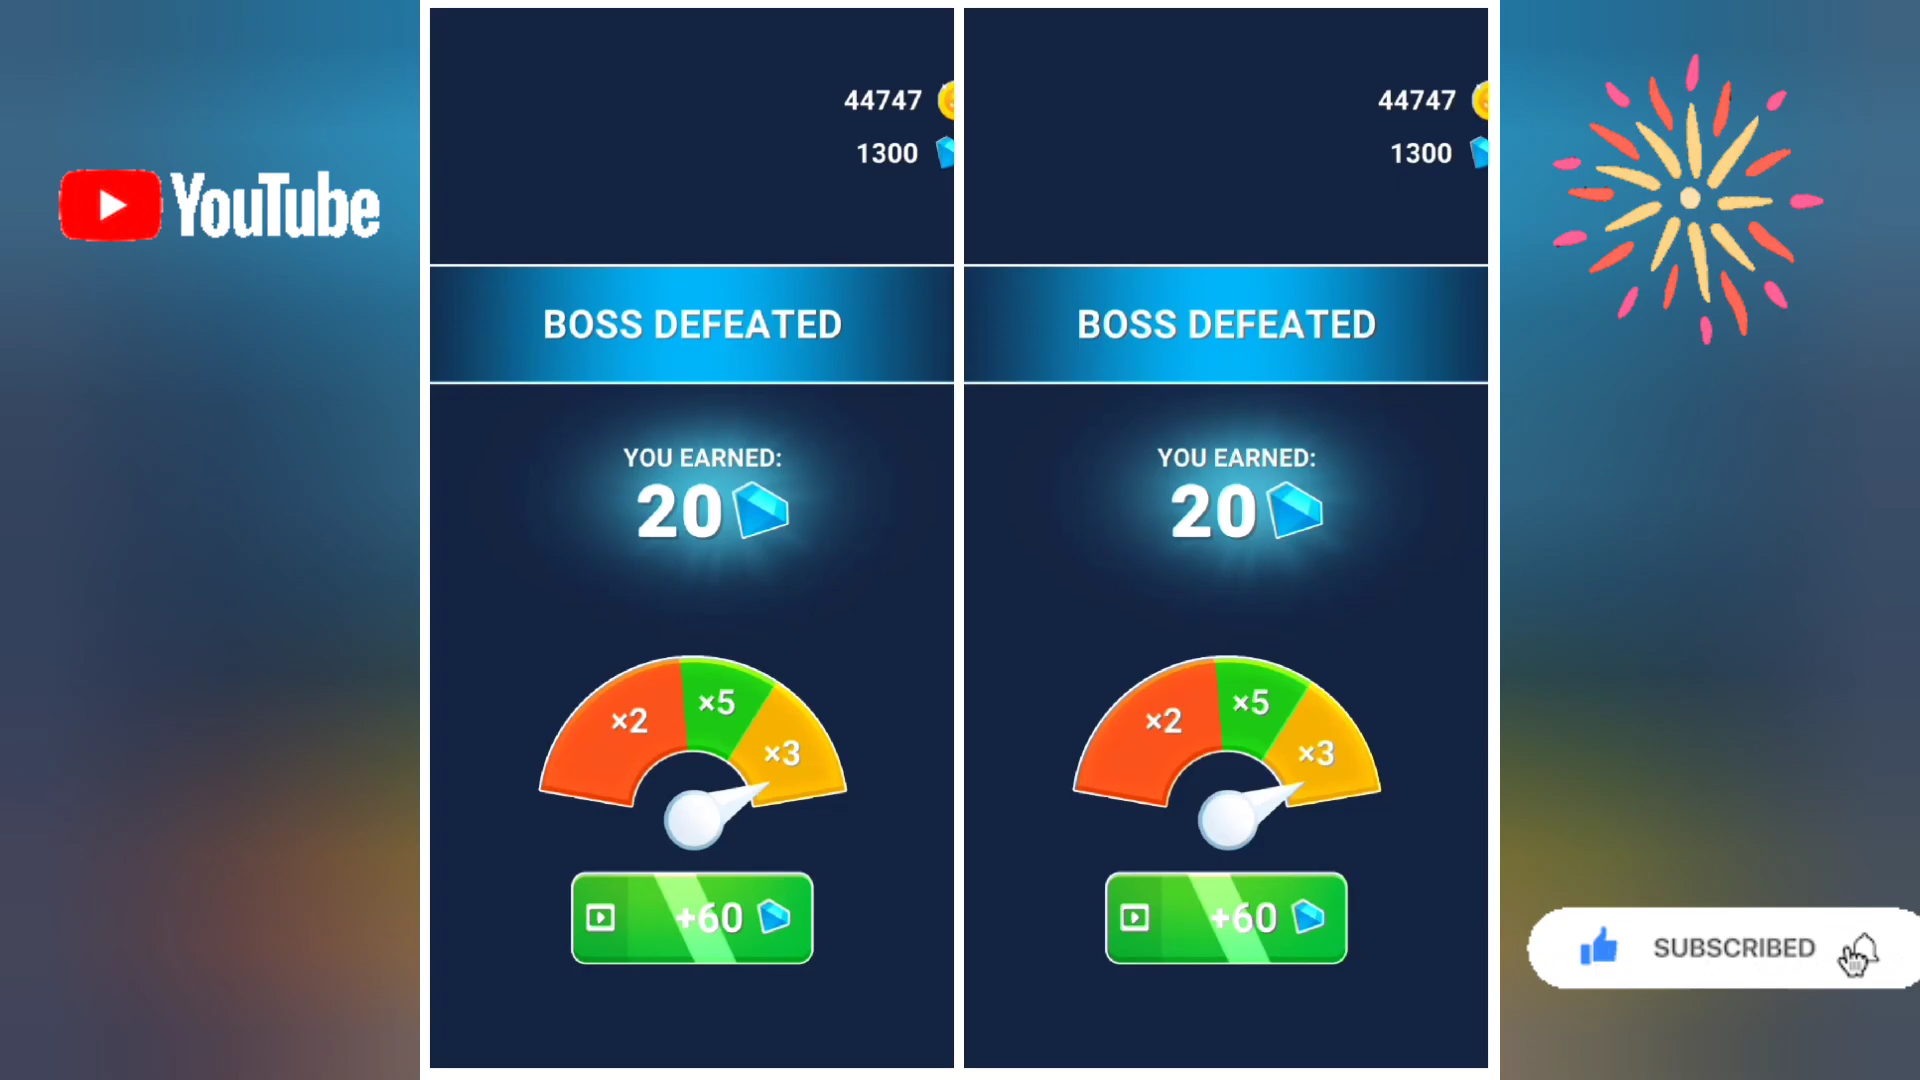 YouTube
44747
1300
BOSS DEFEATED
YOU EARNED:
20
×2
×5
×3
+60
44747
1300
BOSS DEFEATED
YOU EARNED:
20
×2
×5
×3
+60
SUBSCRIBED